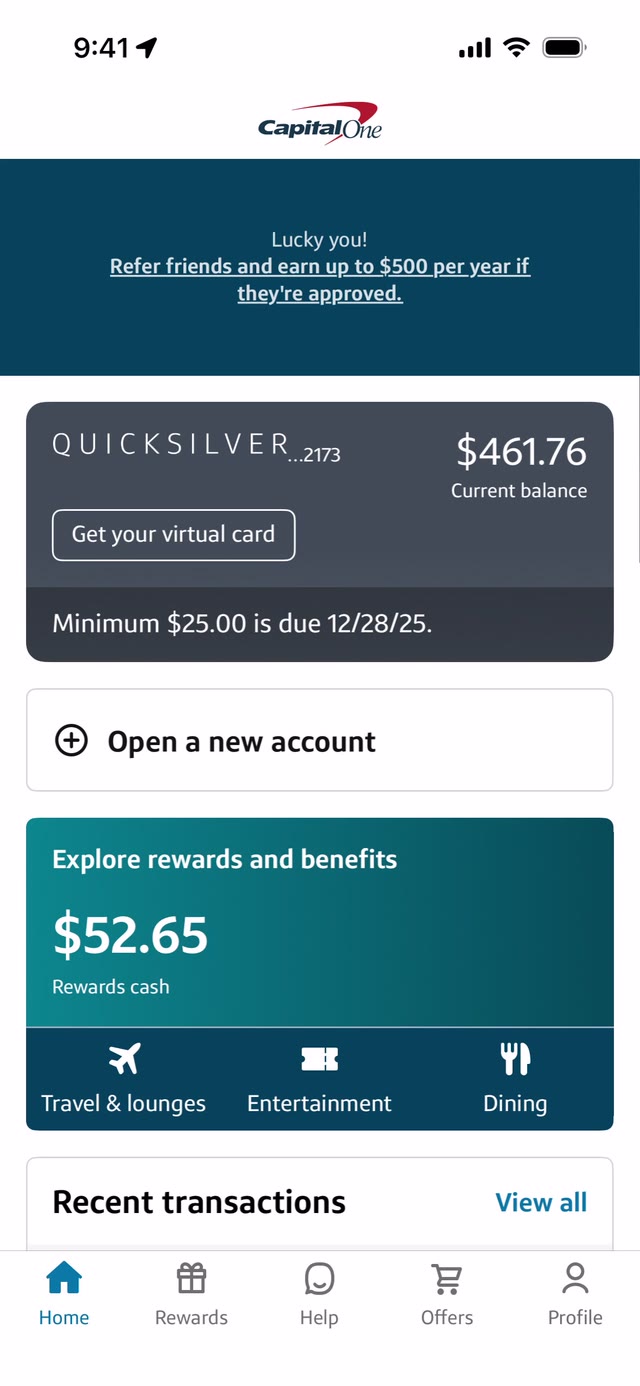 9:41
CapitalOne
Lucky you!
Refer friends and earn up to $500 per year if
they're approved.
QUICKSILVER...2173
$461.76
Current balance
Get your virtual card
Minimum $25.00 is due 12/28/25.
Open a new account
Explore rewards and benefits
$52.65
Rewards cash
Travel & lounges
Entertainment
Dining
Recent transactions
View all
Home
Rewards
Help
Offers
Profile